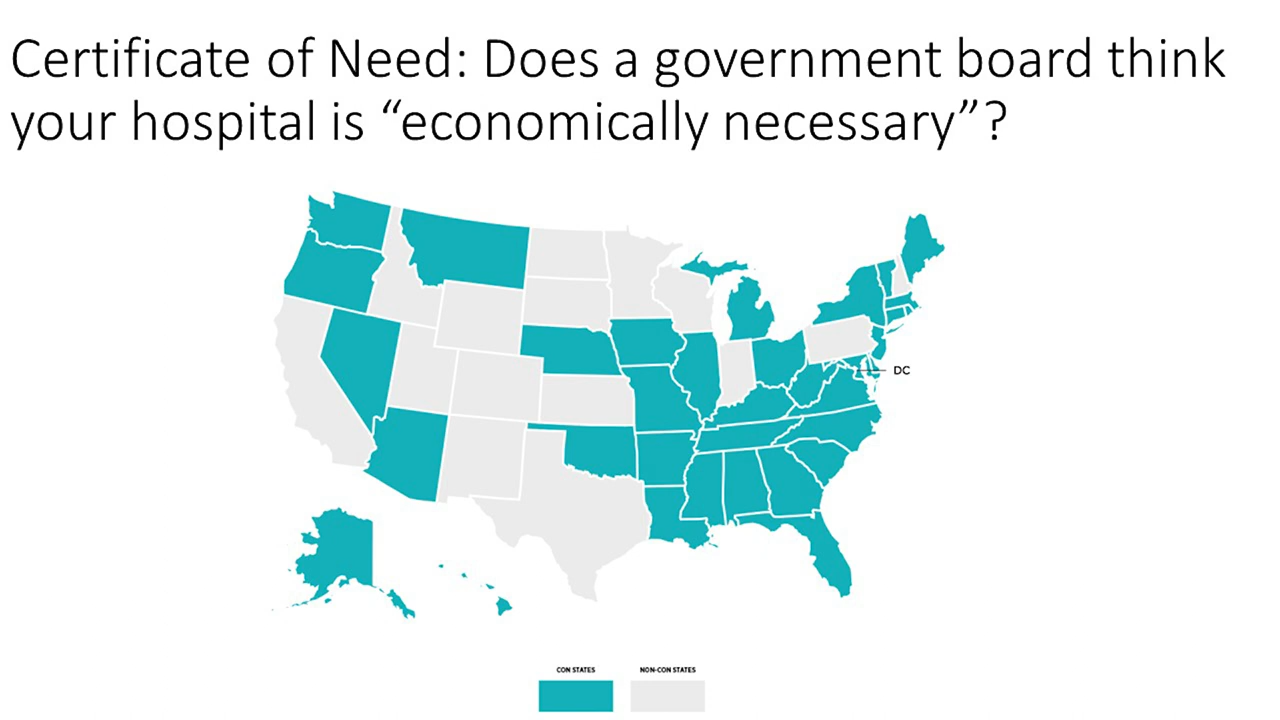 Certificate of Need: Does a government board think
your hospital is “economically necessary”?
DC
CON STATES
NON-CON STATES